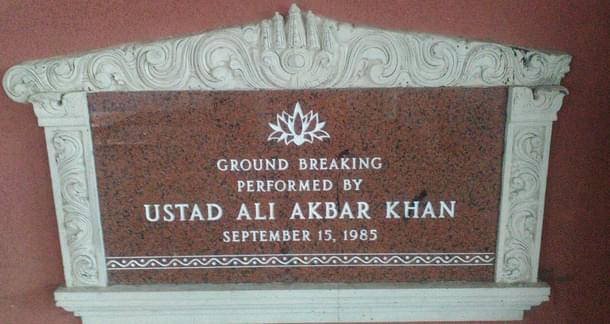 GROUND BREAKING
PERFORMED BY
USTAD ALI AKBAR KHAN
SEPTEMBER 15, 1985